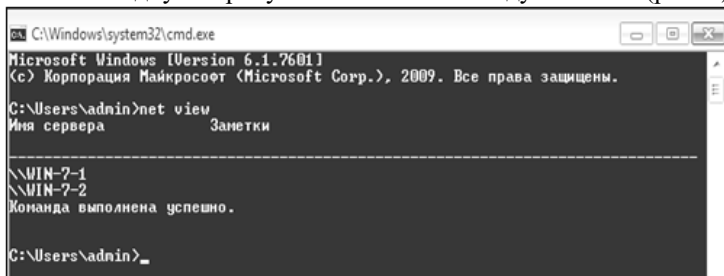 C:\Windows\system32\cmd.exe
Microsoft Windows [Version 6.1.7601]
(c) Корпорация Майкрософт (Microsoft Corp.), 2009. Все права защищены.
C:\Users\admin>net view
Имя сервера Заметки
\\WIN-7-1
\\WIN-7-2
Команда выполнена успешно.
C:\Users\admin>_